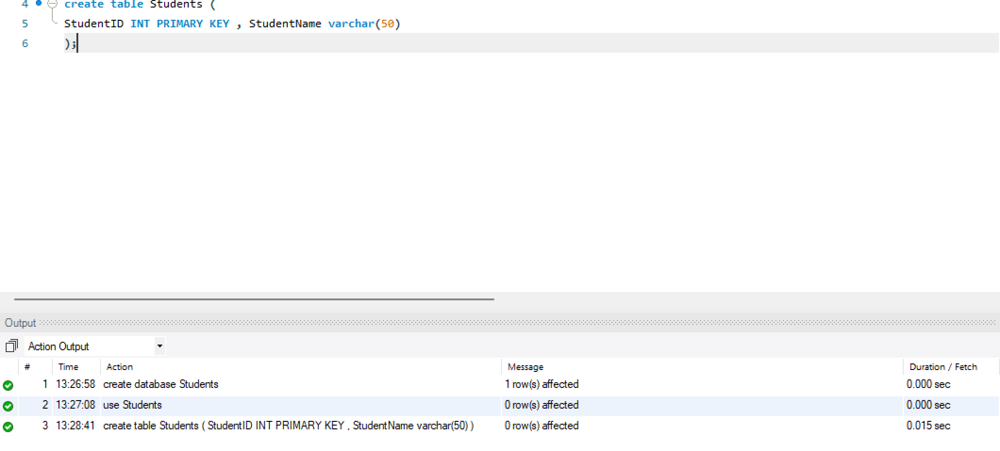 4 create table Students (
5 StudentID INT PRIMARY KEY , StudentName varchar(50)
6 );
Output
Action Output
# Time Action Message Duration / Fetch
1 13:26:58 create database Students 1 row(s) affected 0.000 sec
2 13:27:08 use Students 0 row(s) affected 0.000 sec
3 13:28:41 create table Students ( StudentID INT PRIMARY KEY , StudentName varchar(50) ) 0 row(s) affected 0.015 sec